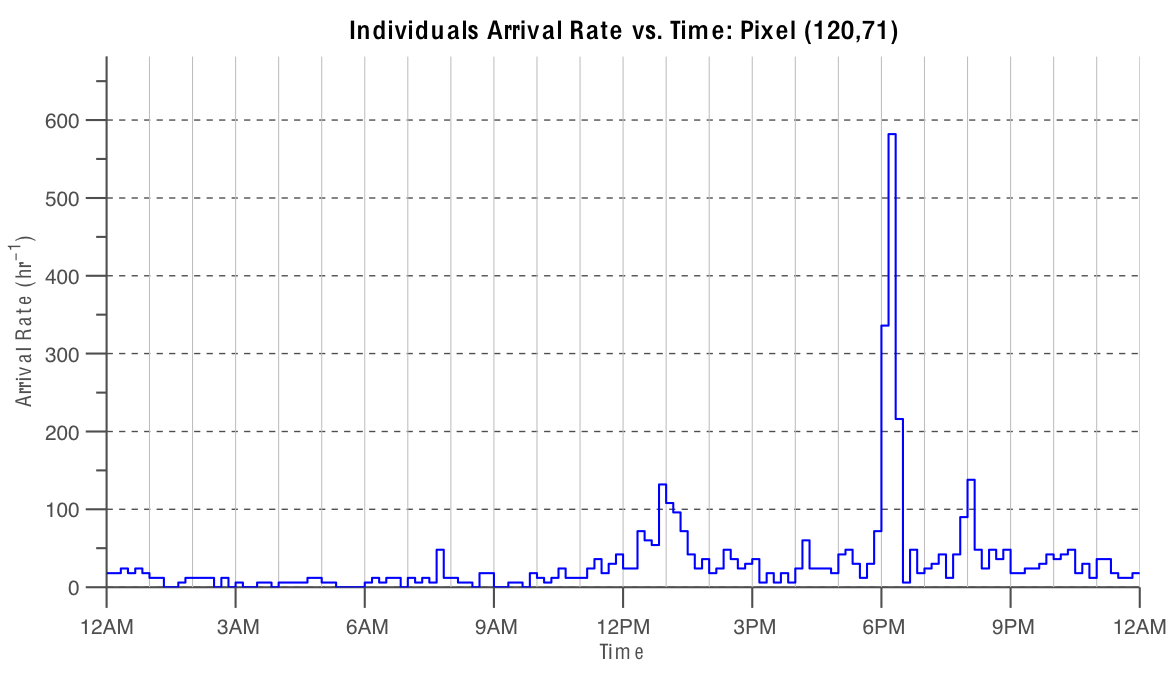 Individuals Arrival Rate vs. Time: Pixel (120,71)
600
500
400
300
200
100
0
Arrival Rate (hr⁻¹)
12AM 3AM 6AM 9AM 12PM 3PM 6PM 9PM 12AM
Time